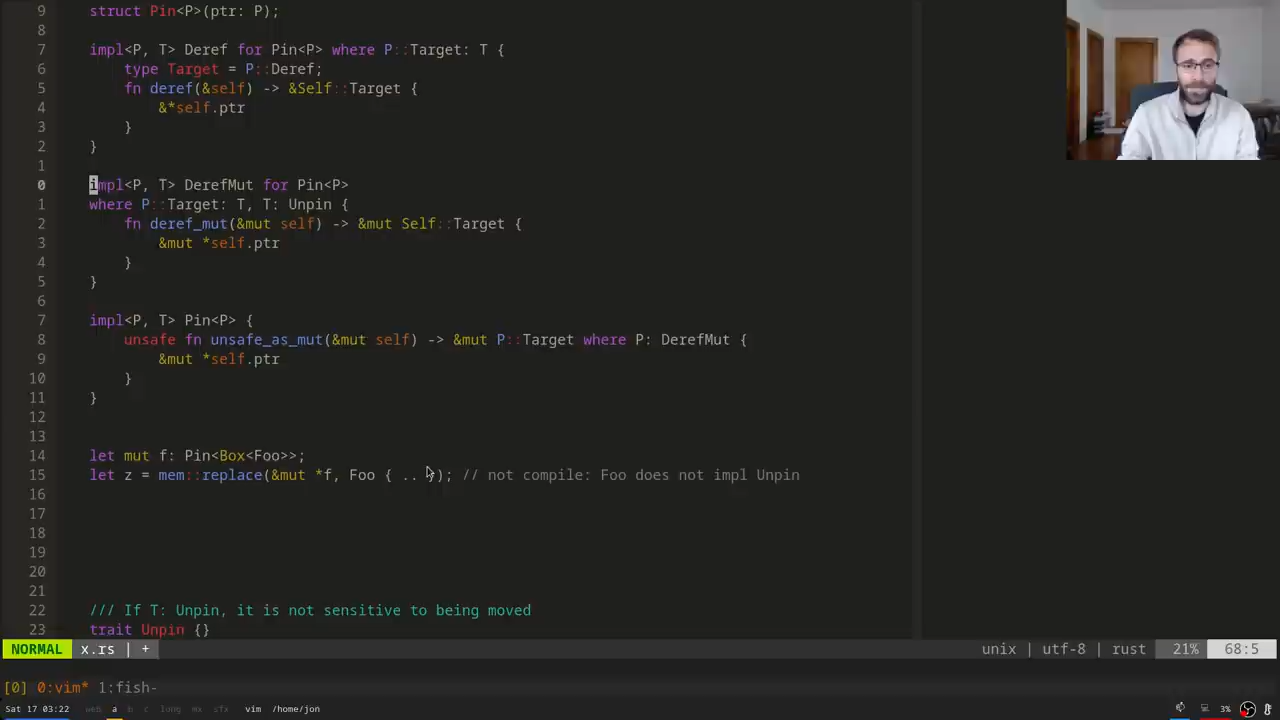 9 struct Pin<P>(ptr: P);
8
7 impl<P, T> Deref for Pin<P> where P::Target: T {
6 type Target = P::Deref;
5 fn deref(&self) -> &Self::Target {
4 &*self.ptr
3 }
2 }
1
0 impl<P, T> DerefMut for Pin<P>
1 where P::Target: T, T: Unpin {
2 fn deref_mut(&mut self) -> &mut Self::Target {
3 &mut *self.ptr
4 }
5 }
6
7 impl<P, T> Pin<P> {
8 unsafe fn unsafe_as_mut(&mut self) -> &mut P::Target where P: DerefMut {
9 &mut *self.ptr
10 }
11 }
12
13
14 let mut f: Pin<Box<Foo>>;
15 let z = mem::replace(&mut *f, Foo { .. }); // not compile: Foo does not impl Unpin
16
17
18
19
20
21
22 /// If T: Unpin, it is not sensitive to being moved
23 trait Unpin {}
NORMAL x.rs | + unix | utf-8 | rust 21% 68:5
[0] 0:vim* 1:fish-
Sat 17 03:22 web a b c lung mx sfx vim /home/jon 3%